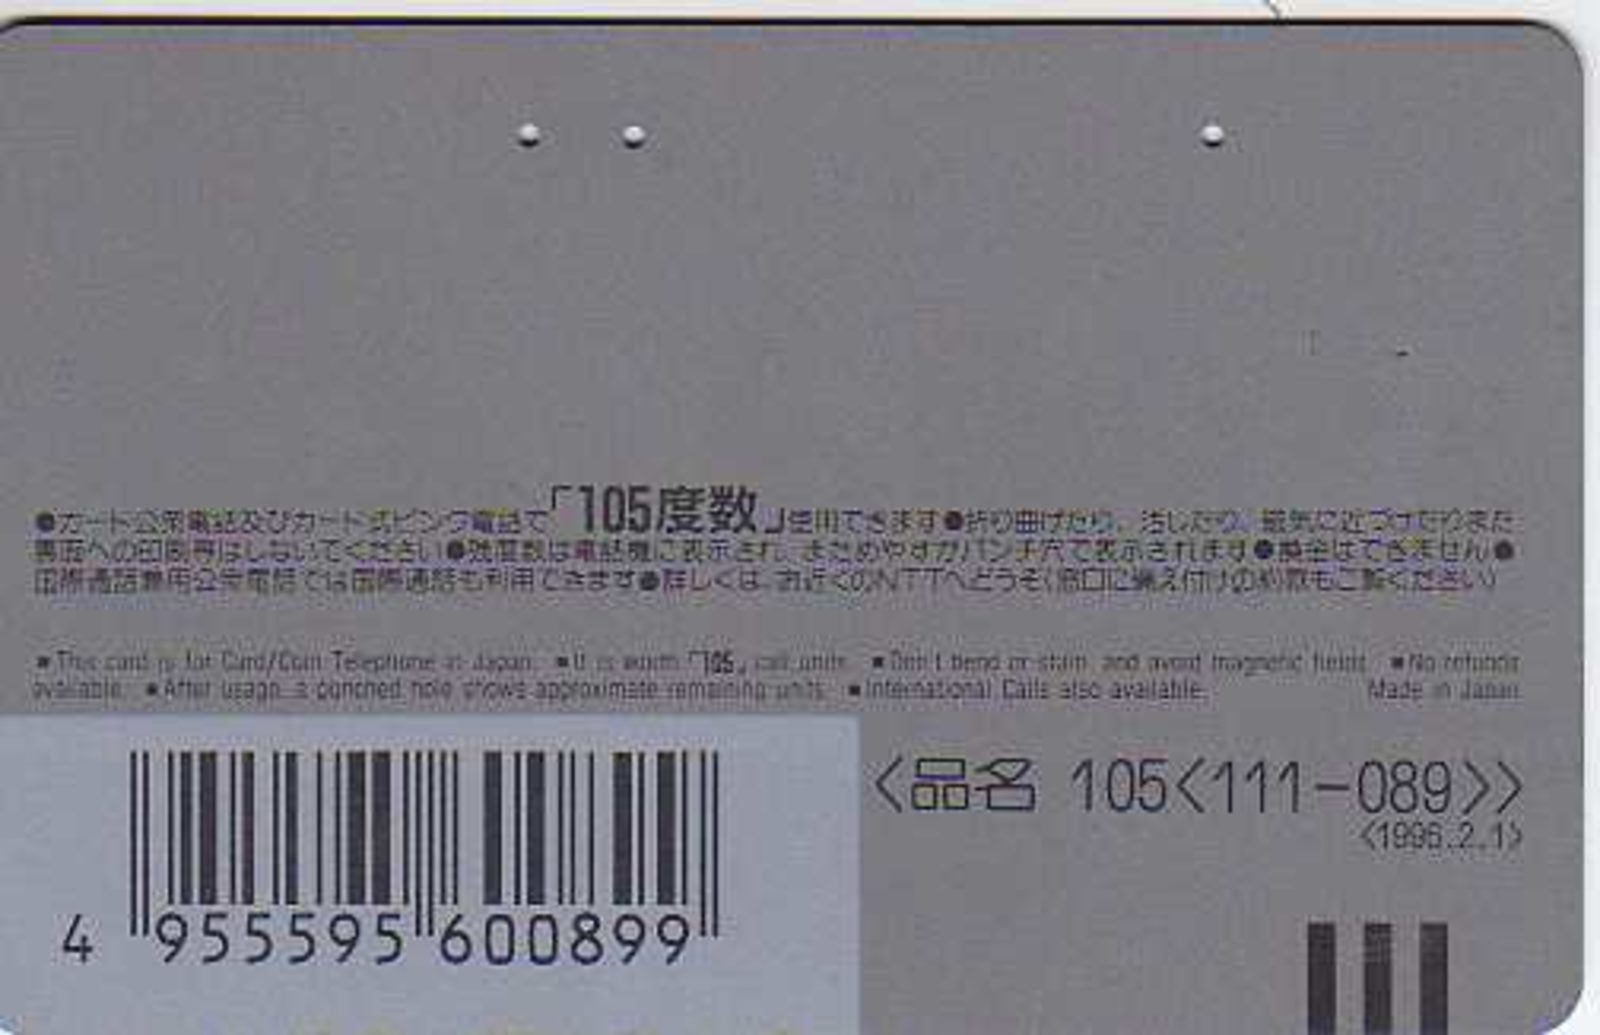 ●カード公衆電話及びカード式ピンク電話で「105度数」使用できます●折り曲げたり、汚したり、磁気に近づけたりまた
裏面への印刷等はしないでください●残度数は電話機に表示され、まためやすがパンチ穴で表示されます●換金はできません●
国際通話兼用公衆電話では国際通話も利用できます●詳しくは、お近くのNTTへどうぞ(窓口に備え付けの約款もご覧ください)
■This card is for Card/Coin Telephone in Japan. ■It is worth「105」call units. ■Don't bend or stain, and avoid magnetic fields. ■No refunds
available. ■After usage, a punched hole shows approximate remaining units. ■International Calls also available. Made in Japan
<品名 105<111-089>>
<1996.2.1>
4 955595 600899